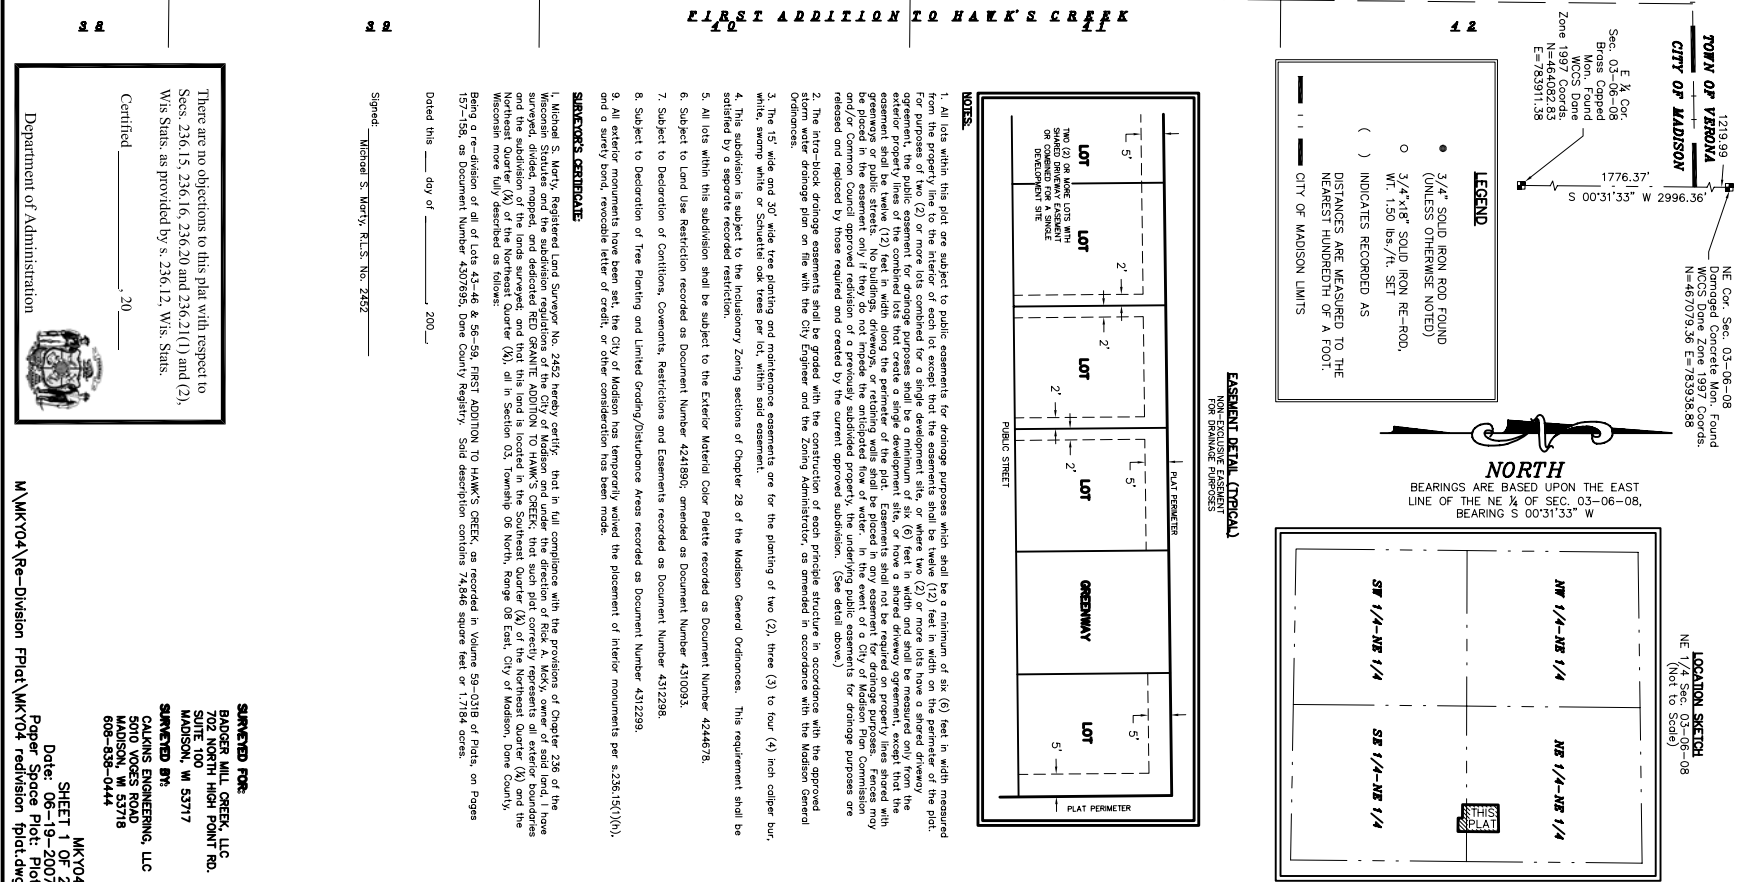 FIRST ADDITION TO HAWK'S CREEK
38
39
40
41
42
TOWN OF VERONA
CITY OF MADISON
1219.99
1776.37'
S 00°31'33" W 2996.36'
E ¼ Cor.
Sec. 03-06-08
Brass Capped
Mon. Found
WCCS Dane
Zone 1997 Coords.
N=464082.83
E=783911.38
NE Cor. Sec. 03-06-08
Damaged Concrete Mon. Found
WCCS Dane Zone 1997 Coords.
N=467079.36 E=783938.88
LEGEND
3/4" SOLID IRON ROD FOUND
(UNLESS OTHERWISE NOTED)
3/4"x18" SOLID IRON RE-ROD,
WT. 1.50 lbs./ft. SET
( ) INDICATES RECORDED AS
DISTANCES ARE MEASURED TO THE
NEAREST HUNDREDTH OF A FOOT.
CITY OF MADISON LIMITS
NORTH
BEARINGS ARE BASED UPON THE EAST
LINE OF THE NE ¼ OF SEC. 03-06-08,
BEARING S 00°31'33" W
LOCATION SKETCH
NE 1/4 Sec. 03-06-08
(Not to Scale)
NW 1/4-NE 1/4
NE 1/4-NE 1/4
SW 1/4-NE 1/4
SE 1/4-NE 1/4
THIS
PLAT
EASEMENT DETAIL (TYPICAL)
NON-EXCLUSIVE EASEMENT
FOR DRAINAGE PURPOSES
PLAT PERIMETER
LOT
LOT
LOT
LOT
GREENWAY
LOT
5'
2'
2'
2'
2'
5'
5'
5'
TWO (2) OR MORE LOTS WITH
SHARED DRIVEWAY EASEMENT
OR COMBINED FOR A SINGLE
DEVELOPMENT SITE
PLAT PERIMETER
PUBLIC STREET
NOTES:
1. All lots within this plat are subject to public easements for drainage purposes which shall be a minimum of six (6) feet in width measured
from the property line to the interior of each lot except that the easements shall be twelve (12) feet in width on the perimeter of the plat.
For purposes of two (2) or more lots combined for a single development site, or where two (2) or more lots have a shared driveway
agreement, the public easement for drainage purposes shall be a minimum of six (6) feet in width and shall be measured only from the
exterior property lines of the combined lots that create a single development site, or have a shared driveway agreement, except that the
easement shall be twelve (12) feet in width along the perimeter of the plat. Easements shall not be required on property lines shared with
greenways or public streets. No buildings, driveways, or retaining walls shall be placed in any easement for drainage purposes. Fences may
be placed in the easement only if they do not impede the anticipated flow of water. In the event of a City of Madison Plan Commission
and/or Common Council approved redivision of a previously subdivided property, the underlying public easements for drainage purposes are
released and replaced by those required and created by the current approved subdivision. (See detail above.)
2. The intra-block drainage easements shall be graded with the construction of each principle structure in accordance with the approved
storm water drainage plan on file with the City Engineer and the Zoning Administrator, as amended in accordance with the Madison General
Ordinances.
3. The 15' wide and 30' wide tree planting and maintenance easements are for the planting of two (2), three (3) to four (4) inch caliper bur,
white, swamp white or Schuettei oak trees per lot, within said easement.
4. This subdivision is subject to the Inclusionary Zoning sections of Chapter 28 of the Madison General Ordinances. This requirement shall be
satisfied by a separate recorded restriction.
5. All lots within this subdivision shall be subject to the Exterior Material Color Palette recorded as Document Number 4244678.
6. Subject to Land Use Restriction recorded as Document Number 4241890; amended as Document Number 4310093.
7. Subject to Declaration of Contitions, Covenants, Restrictions and Easements recorded as Document Number 4312298.
8. Subject to Declaration of Tree Planting and Limited Grading/Disturbance Areas recorded as Document Number 4312299.
9. All exterior monuments have been set, the City of Madison has temporarily waived the placement of interior monuments per s.236.15(1)(h),
and a surety bond, revocable letter of credit, or other consideration has been made.
SURVEYOR'S CERTIFICATE:
I, Michael S. Marty, Registered Land Surveyor No. 2452 hereby certify: that in full compliance with the provisions of Chapter 236 of the
Wisconsin Statutes and the subdivision regulations of the City of Madison and under the direction of Rick A. McKy, owner of said land, I have
surveyed, divided, mapped, and dedicated RED GRANITE ADDITION TO HAWK'S CREEK; that such plat correctly represents all exterior boundaries
and the subdivision of the lands surveyed; and that this land is located in the Southeast Quarter (¼) of the Northeast Quarter (¼) and the
Northeast Quarter (¼) of the Northeast Quarter (¼), all in Section 03, Township 06 North, Range 08 East, City of Madison, Dane County,
Wisconsin more fully described as follows:
Being a re-division of all of Lots 43-46 & 56-59, FIRST ADDITION TO HAWK'S CREEK, as recorded in Volume 59-031B of Plats, on Pages
157-158, as Document Number 4307695, Dane County Registry. Said description contains 74,846 square feet or 1.7184 acres.
Dated this ___ day of ____________, 200__
Signed: ______________________
Michael S. Marty, R.L.S. No. 2452
There are no objections to this plat with respect to
Secs. 236.15, 236.16, 236.20 and 236.21(1) and (2),
Wis Stats. as provided by s. 236.12, Wis. Stats.
Certified ____________, 20____
Department of Administration
SURVEYED FOR:
BADGER MILL CREEK, LLC
702 NORTH HIGH POINT RD.
SUITE 100
MADISON, WI 53717
SURVEYED BY:
CALKINS ENGINEERING, LLC
5010 VOGES ROAD
MADISON, WI 53718
608-838-0444
MKY04
SHEET 1 OF 2
Date: 06-19-2007
Paper Space Plot: Plot
M\MKY04\Re-Division FPlat\MKY04 redivision fplat.dwg